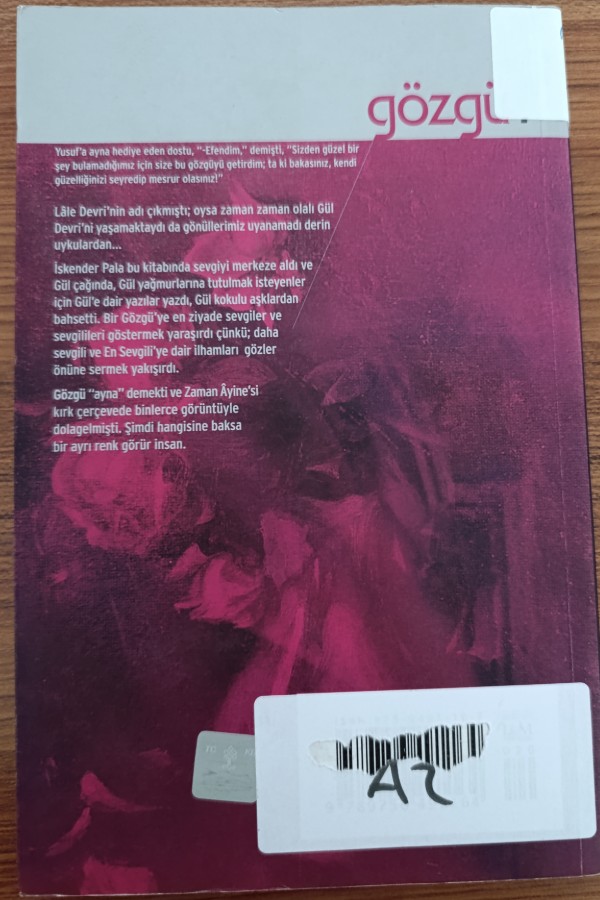 gözgü
Yusuf'a ayna hediye eden dostu, "-Efendim," demişti, "Sizden güzel bir
şey bulamadığımız için size bu gözgüyü getirdim; ta ki bakasınız, kendi
güzelliğinizi seyredip mesrur olasınız!"
Lâle Devri'nin adı çıkmıştı; oysa zaman zaman olalı Gül
Devri'ni yaşamaktaydı da gönüllerimiz uyanamadı derin
uykulardan...
İskender Pala bu kitabında sevgiyi merkeze aldı ve
Gül çağında, Gül yağmurlarına tutulmak isteyenler
için Gül'e dair yazılar yazdı, Gül kokulu aşklardan
bahsetti. Bir Gözgü'ye en ziyade sevgiler ve
sevgilileri göstermek yaraşırdı çünkü; daha
sevgili ve En Sevgili'ye dair ilhamları gözler
önüne sermek yakışırdı.
Gözgü "ayna" demekti ve Zaman Âyine'si
kırk çerçevede binlerce görüntüyle
dolagelmişti. Şimdi hangisine baksa
bir ayrı renk görür insan.
A2